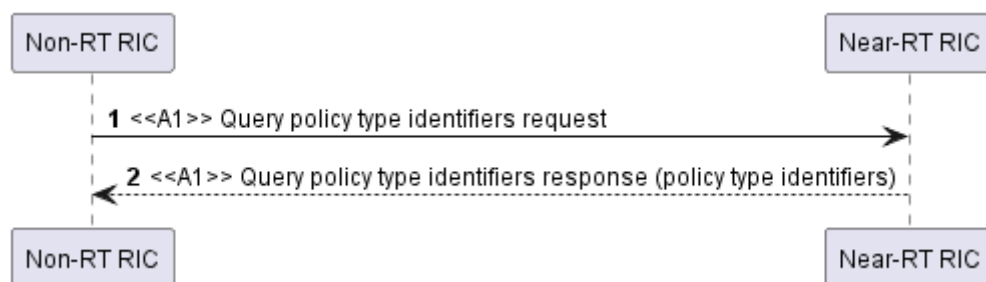 Non-RT RIC Near-RT RIC
1 <<A1>> Query policy type identifiers request
2 <<A1>> Query policy type identifiers response (policy type identifiers)
Non-RT RIC Near-RT RIC